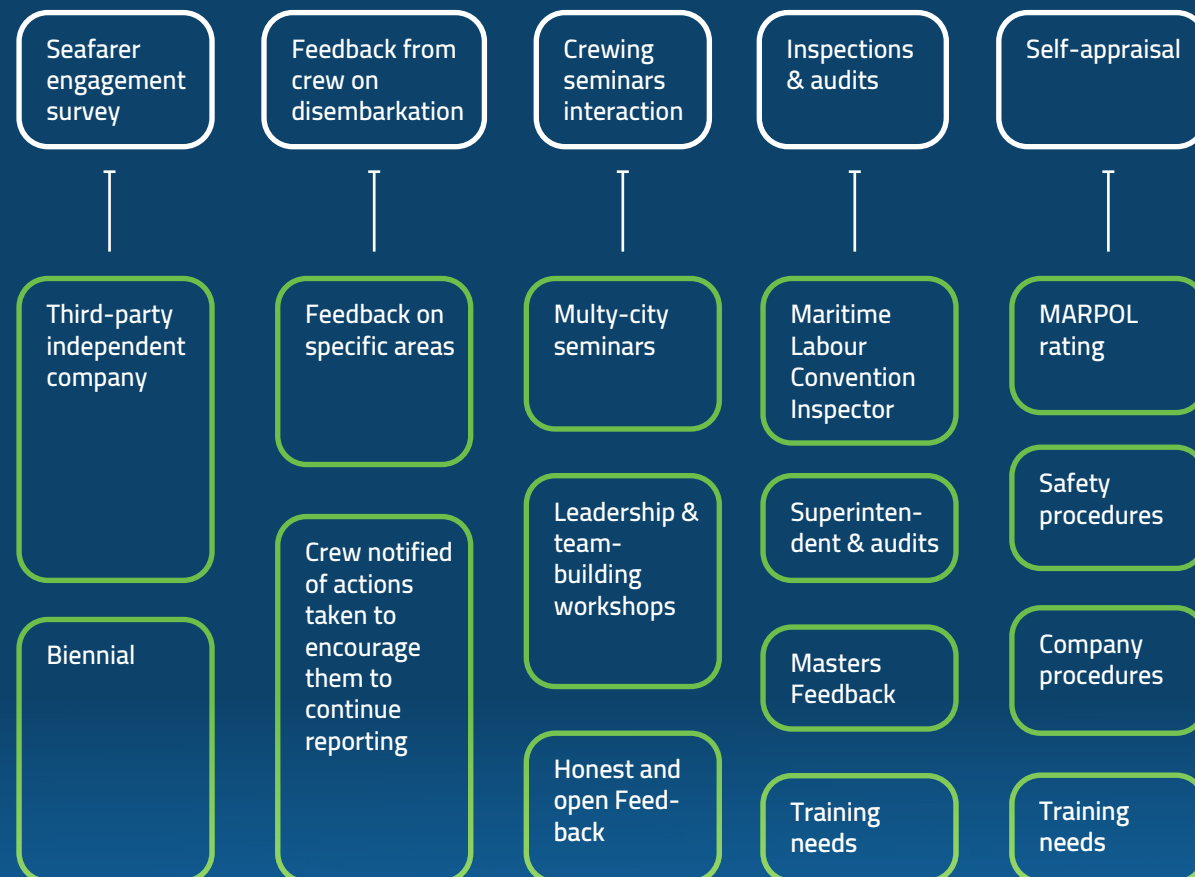 Seafarer
engagement
survey
Feedback from
crew on
disembarkation
Crewing
seminars
interaction
Inspections
& audits
Self-appraisal
Third-party
independent
company
Biennial
Feedback on
specific areas
Crew notified
of actions
taken to
encourage
them to
continue
reporting
Multy-city
seminars
Leadership &
team-
building
workshops
Honest and
open Feed-
back
Maritime
Labour
Convention
Inspector
Superinten-
dent & audits
Masters
Feedback
Training
needs
MARPOL
rating
Safety
procedures
Company
procedures
Training
needs